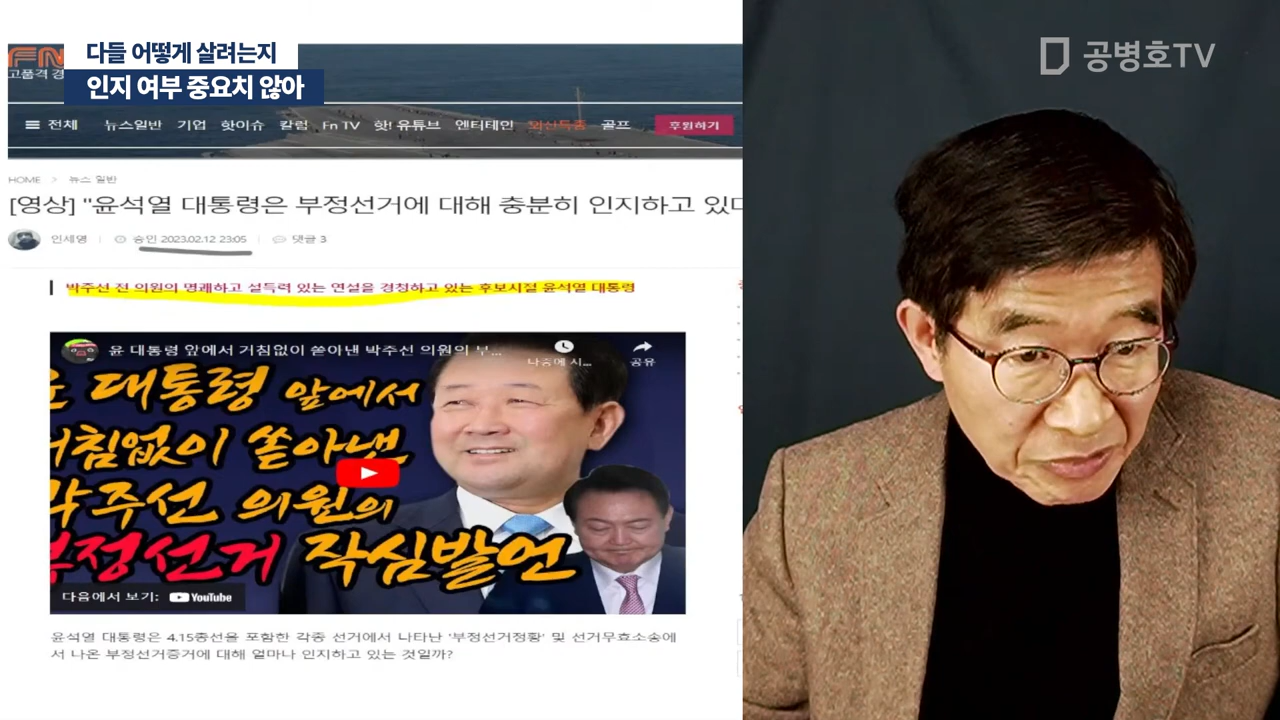 다들 어떻게 살려는지
인지 여부 중요치 않아
공병호TV
FN
고품격 경
전체 뉴스일반 기업 핫이슈 칼럼 Fn TV 핫! 유튜브 엔터테인 외신특종 골프 후원하기
HOME > 뉴스 일반
[영상] "윤석열 대통령은 부정선거에 대해 충분히 인지하고 있다
인세영 승인 2023.02.12 23:05 댓글 3
박주선 전 의원의 명쾌하고 설득력 있는 연설을 경청하고 있는 후보시절 윤석열 대통령
윤 대통령 앞에서 거침없이 쏟아낸 박주선 의원의 부...
나중에 시... 공유
윤 대통령 앞에서
거침없이 쏟아낸
박주선 의원의
부정선거 작심발언
다음에서 보기: YouTube
윤석열 대통령은 4.15총선을 포함한 각종 선거에서 나타난 '부정선거정황' 및 선거무효소송에
서 나온 부정선거증거에 대해 얼마나 인지하고 있는 것일까?